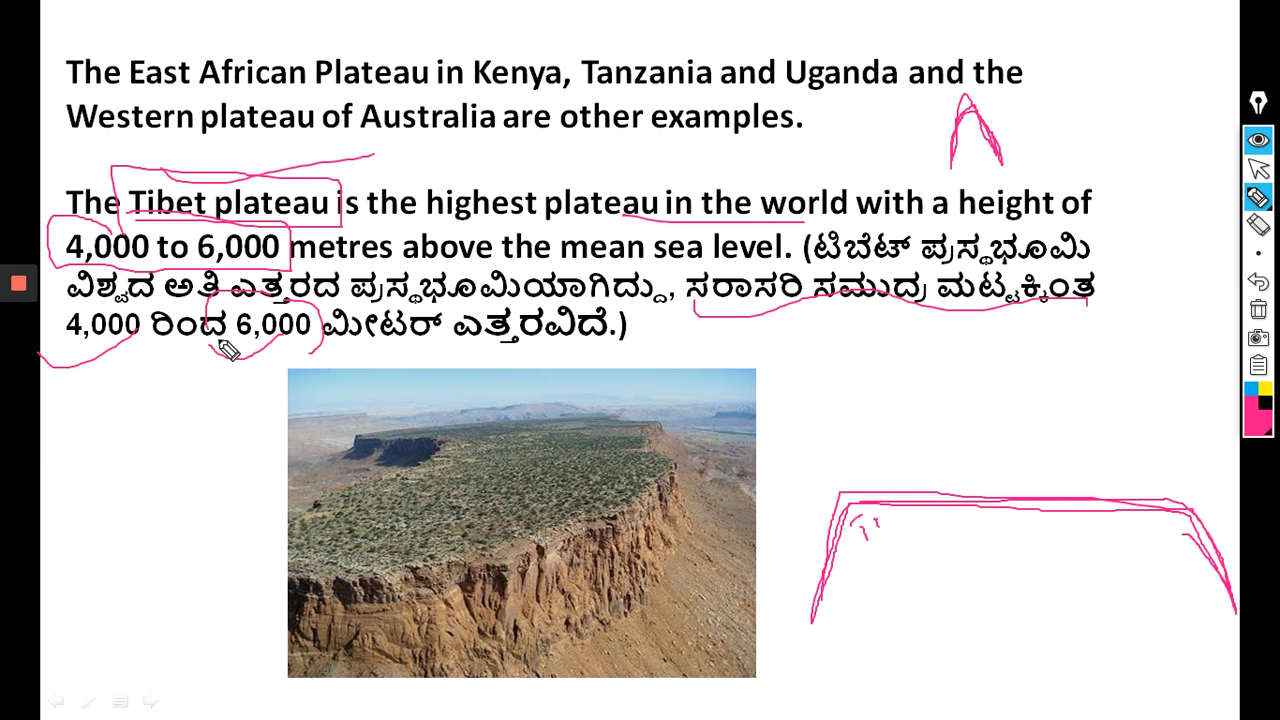 The East African Plateau in Kenya, Tanzania and Uganda and the
Western plateau of Australia are other examples.
The Tibet plateau is the highest plateau in the world with a height of
4,000 to 6,000 metres above the mean sea level. (ಟಿಬೆಟ್ ಪ್ರಸ್ಥಭೂಮಿ
ವಿಶ್ವದ ಅತಿ ಎತ್ತರದ ಪ್ರಸ್ಥಭೂಮಿಯಾಗಿದ್ದು, ಸರಾಸರಿ ಸಮುದ್ರ ಮಟ್ಟಕ್ಕಿಂತ
4,000 ರಿಂದ 6,000 ಮೀಟರ್ ಎತ್ತರವಿದೆ.)